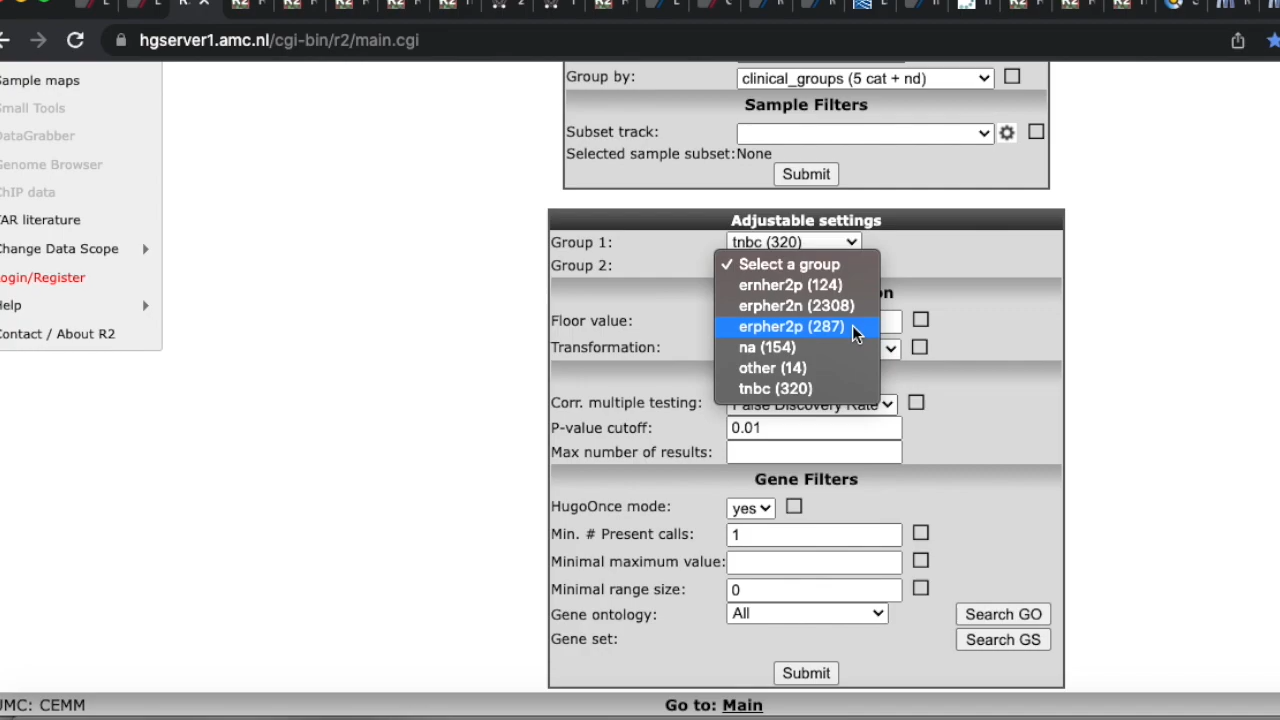 hgserver1.amc.nl/cgi-bin/r2/main.cgi
Sample maps
Small Tools
DataGrabber
Genome Browser
ChIP data
TAR literature
Change Data Scope
Login/Register
Help
Contact / About R2
Group by: clinical_groups (5 cat + nd)
Sample Filters
Subset track:
Selected sample subset:None
Submit
Adjustable settings
Group 1: tnbc (320)
Group 2:
✓ Select a group
ernher2p (124)
erpher2n (2308)
erpher2p (287)
na (154)
other (14)
tnbc (320)
Floor value:
Transformation:
Corr. multiple testing: False Discovery Rate
P-value cutoff: 0.01
Max number of results:
Gene Filters
HugoOnce mode: yes
Min. # Present calls: 1
Minimal maximum value:
Minimal range size: 0
Gene ontology: All Search GO
Gene set: Search GS
Submit
UMC: CEMM
Go to: Main